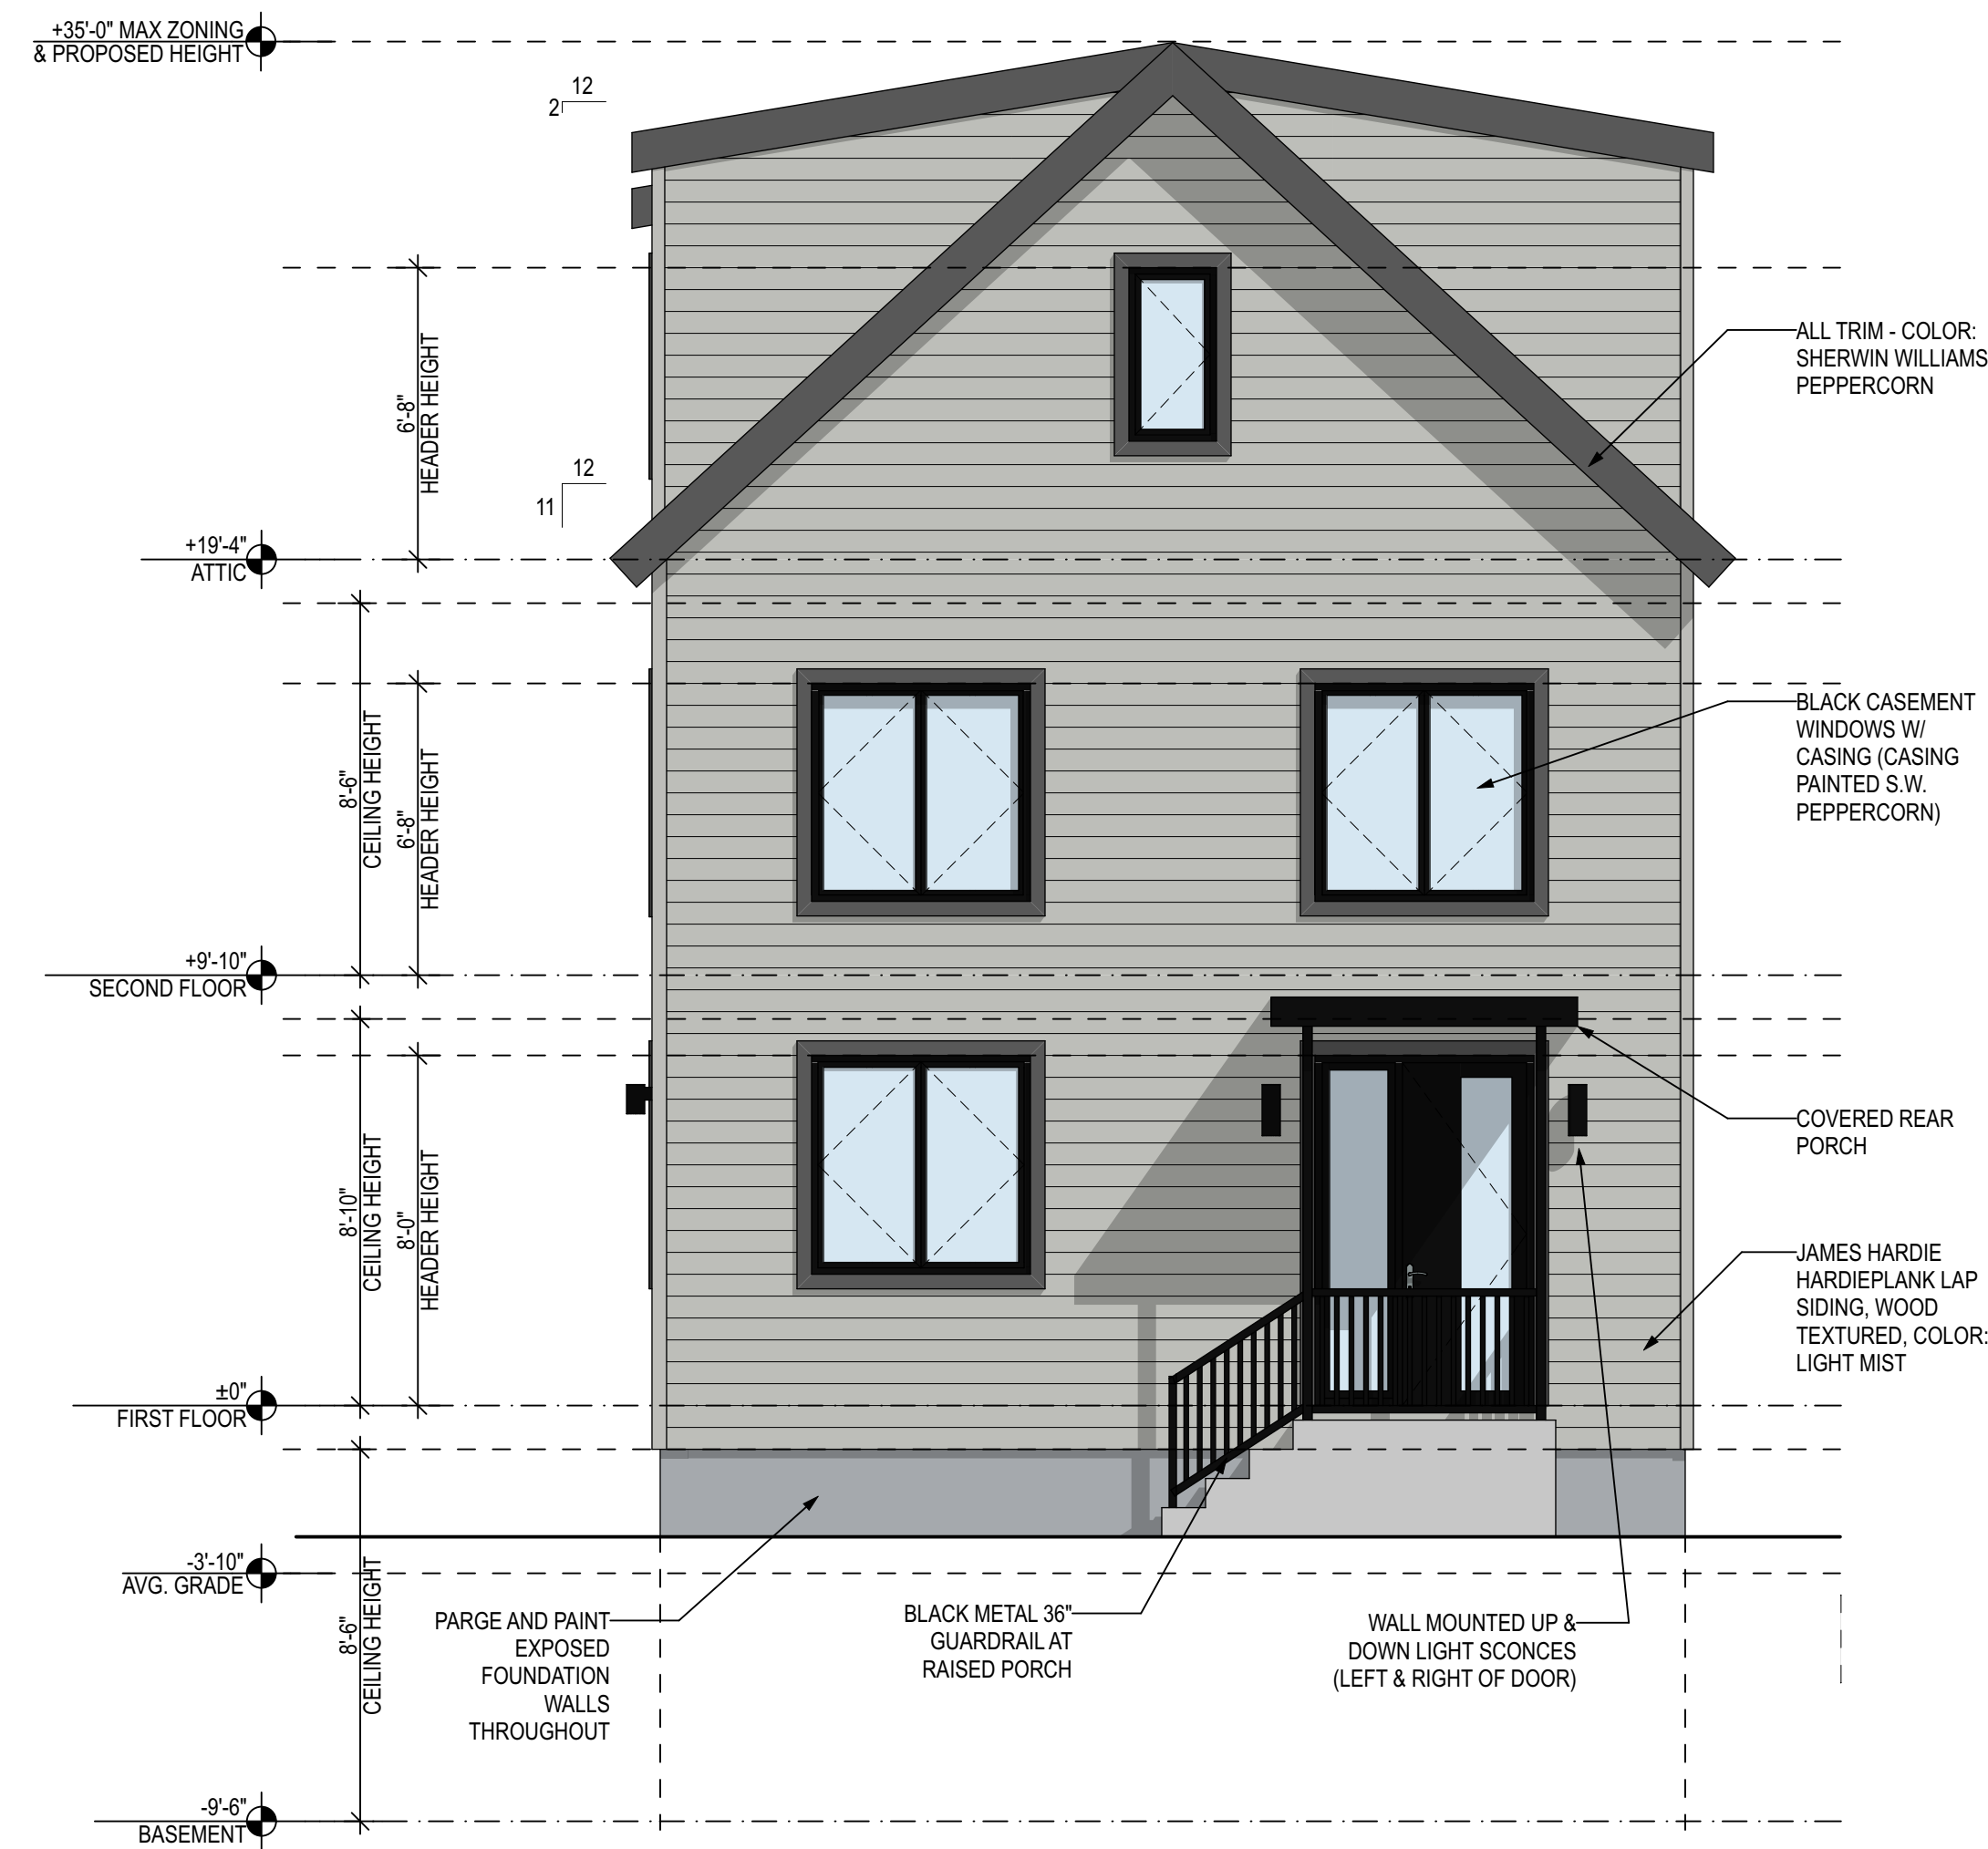 +35'-0" MAX ZONING
& PROPOSED HEIGHT
12
2
6'-8"
HEADER HEIGHT
12
11
+19'-4"
ATTIC
8'-6"
CEILING HEIGHT
6'-8"
HEADER HEIGHT
+9'-10"
SECOND FLOOR
8'-10"
CEILING HEIGHT
8'-0"
HEADER HEIGHT
±0"
FIRST FLOOR
-3'-10"
AVG. GRADE
8'-6"
CEILING HEIGHT
-9'-6"
BASEMENT
ALL TRIM - COLOR:
SHERWIN WILLIAMS
PEPPERCORN
BLACK CASEMENT
WINDOWS W/
CASING (CASING
PAINTED S.W.
PEPPERCORN)
COVERED REAR
PORCH
JAMES HARDIE
HARDIEPLANK LAP
SIDING, WOOD
TEXTURED, COLOR:
LIGHT MIST
PARGE AND PAINT
EXPOSED
FOUNDATION
WALLS
THROUGHOUT
BLACK METAL 36"
GUARDRAIL AT
RAISED PORCH
WALL MOUNTED UP &
DOWN LIGHT SCONCES
(LEFT & RIGHT OF DOOR)